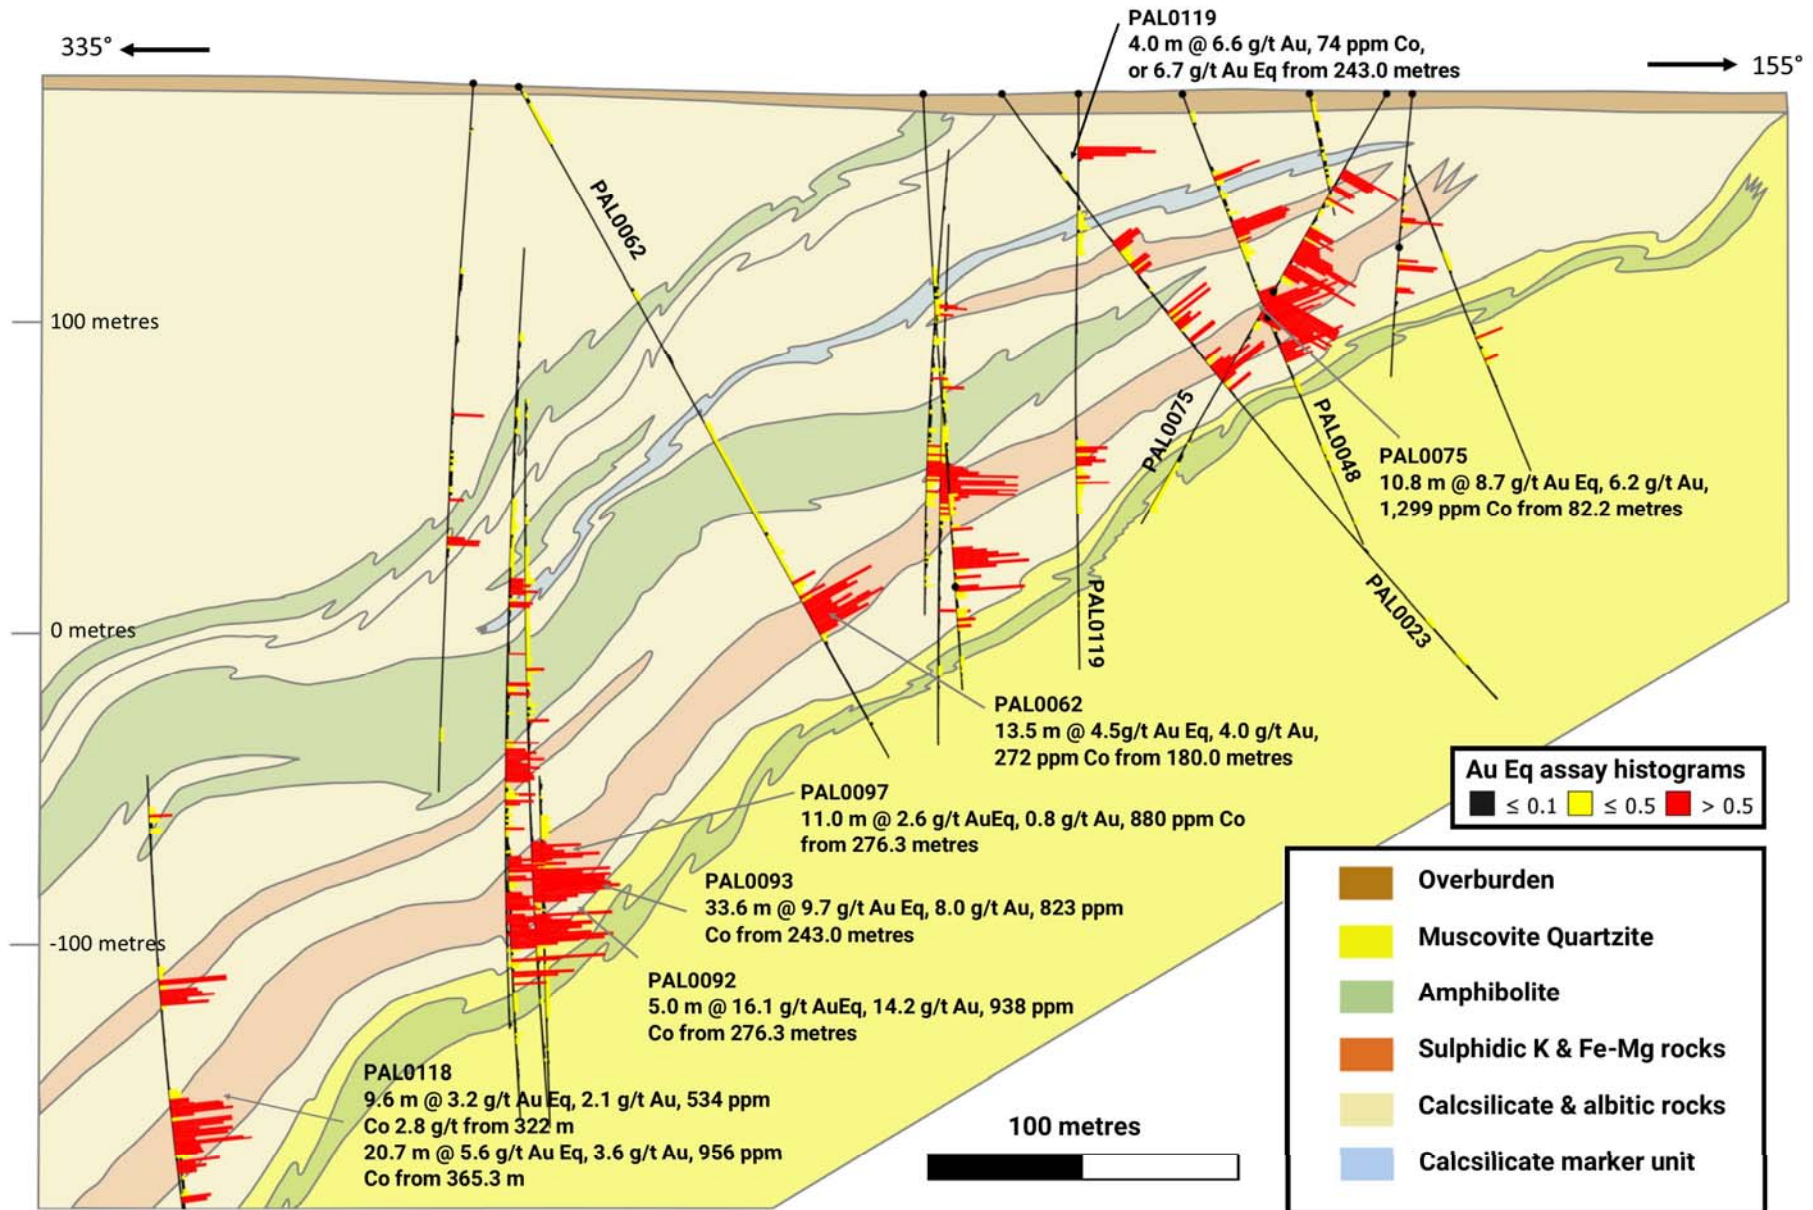 335°
155°
PAL0119
4.0 m @ 6.6 g/t Au, 74 ppm Co,
or 6.7 g/t Au Eq from 243.0 metres
PAL0062
100 metres
0 metres
-100 metres
PAL0075
PAL0048
PAL0119
PAL0023
PAL0075
10.8 m @ 8.7 g/t Au Eq, 6.2 g/t Au,
1,299 ppm Co from 82.2 metres
PAL0062
13.5 m @ 4.5g/t Au Eq, 4.0 g/t Au,
272 ppm Co from 180.0 metres
PAL0097
11.0 m @ 2.6 g/t AuEq, 0.8 g/t Au, 880 ppm Co
from 276.3 metres
PAL0093
33.6 m @ 9.7 g/t Au Eq, 8.0 g/t Au, 823 ppm
Co from 243.0 metres
PAL0092
5.0 m @ 16.1 g/t AuEq, 14.2 g/t Au, 938 ppm
Co from 276.3 metres
PAL0118
9.6 m @ 3.2 g/t Au Eq, 2.1 g/t Au, 534 ppm
Co 2.8 g/t from 322 m
20.7 m @ 5.6 g/t Au Eq, 3.6 g/t Au, 956 ppm
Co from 365.3 m
100 metres
Au Eq assay histograms
≤ 0.1 ≤ 0.5 > 0.5
Overburden
Muscovite Quartzite
Amphibolite
Sulphidic K & Fe-Mg rocks
Calcsilicate & albitic rocks
Calcsilicate marker unit